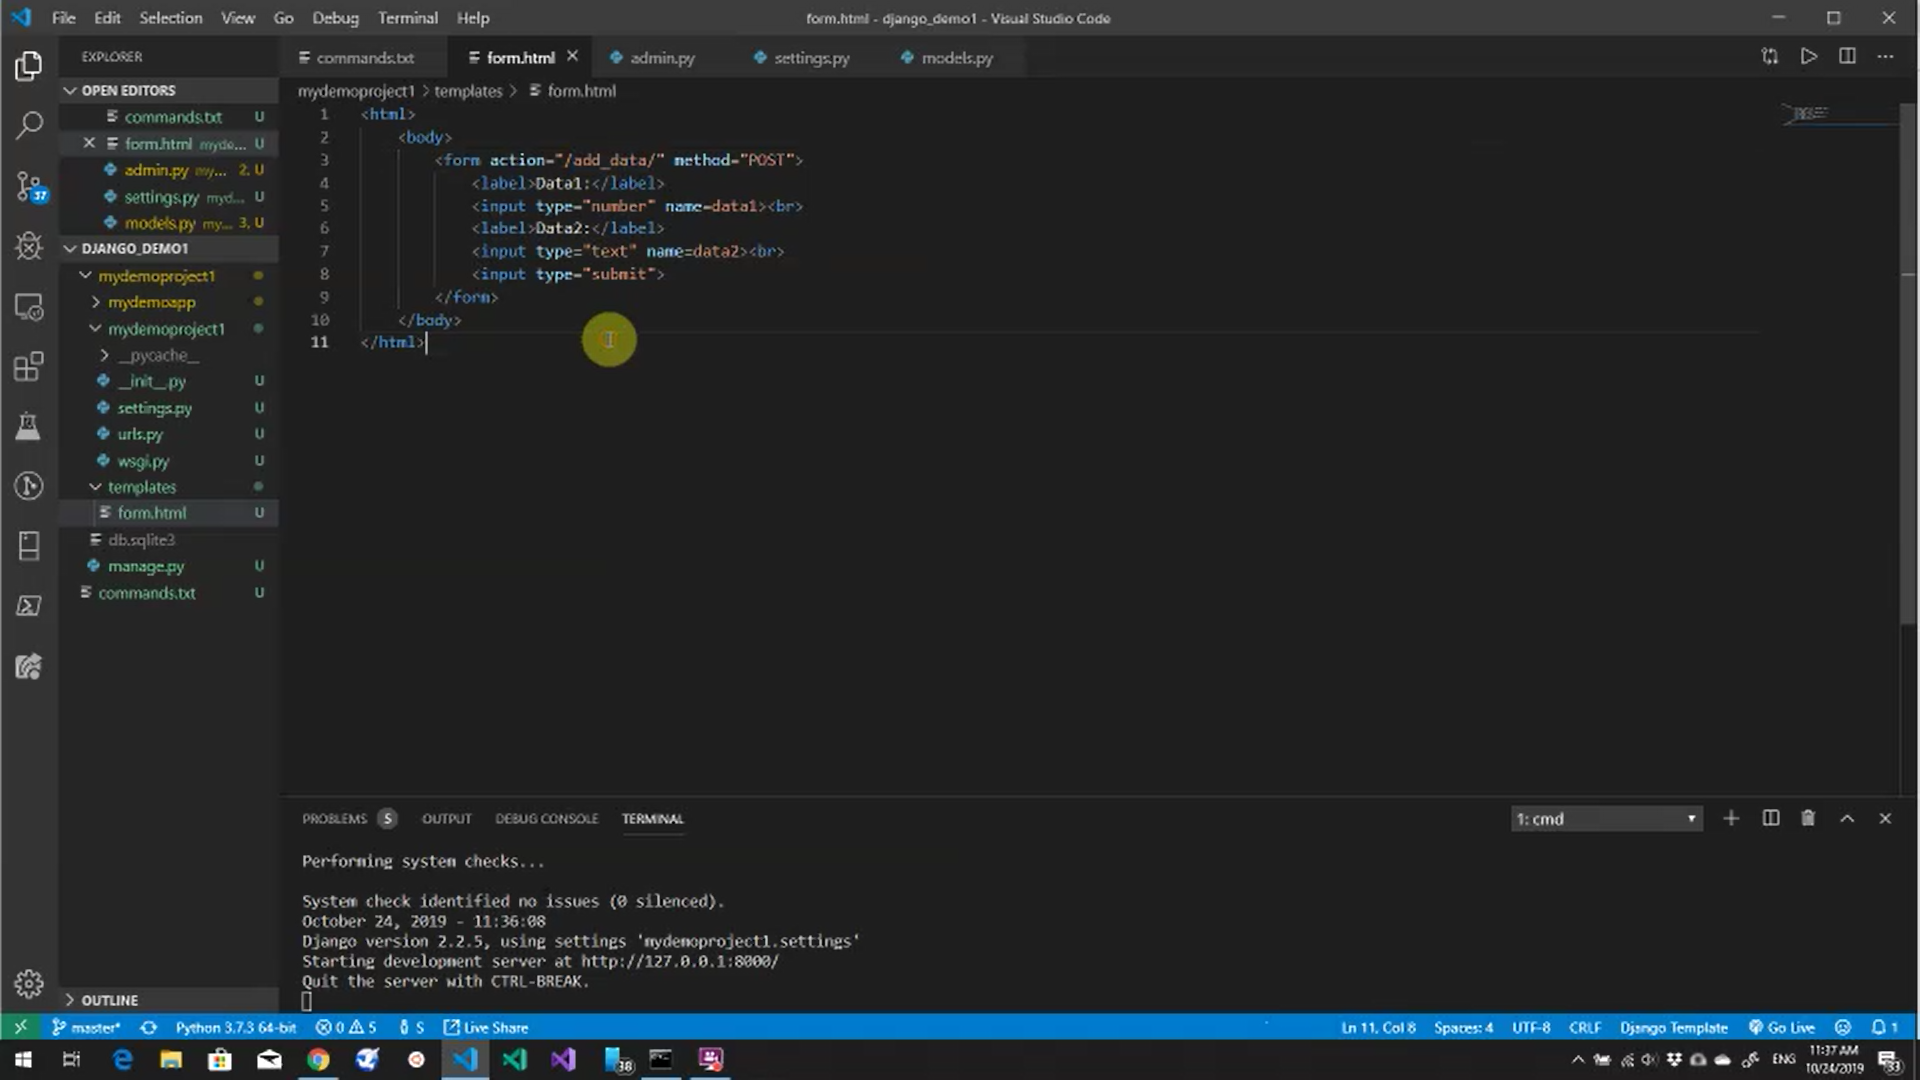 File Edit Selection View Go Debug Terminal Help
form.html - django_demo1 - Visual Studio Code
EXPLORER
OPEN EDITORS
commands.txt U
form.html myde... U
admin.py my... 2, U
settings.py myd... U
models.py my... 3, U
DJANGO_DEMO1
mydemoproject1
mydemoapp
mydemoproject1
__pycache__
__init__.py U
settings.py U
urls.py U
wsgi.py U
templates
form.html U
db.sqlite3
manage.py U
commands.txt U
OUTLINE
37
commands.txt form.html admin.py settings.py models.py
mydemoproject1 > templates > form.html
1 <html>
2 <body>
3 <form action="/add_data/" method="POST">
4 <label>Data1:</label>
5 <input type="number" name=data1><br>
6 <label>Data2:</label>
7 <input type="text" name=data2><br>
8 <input type="submit">
9 </form>
10 </body>
11 </html>
PROBLEMS 5 OUTPUT DEBUG CONSOLE TERMINAL
1: cmd
Performing system checks...
System check identified no issues (0 silenced).
October 24, 2019 - 11:36:08
Django version 2.2.5, using settings 'mydemoproject1.settings'
Starting development server at http://127.0.0.1:8000/
Quit the server with CTRL-BREAK.
master* Python 3.7.3 64-bit 0 5 S Live Share
Ln 11, Col 8 Spaces: 4 UTF-8 CRLF Django Template Go Live 1
38
ENG
11:37 AM
10/24/2019
33